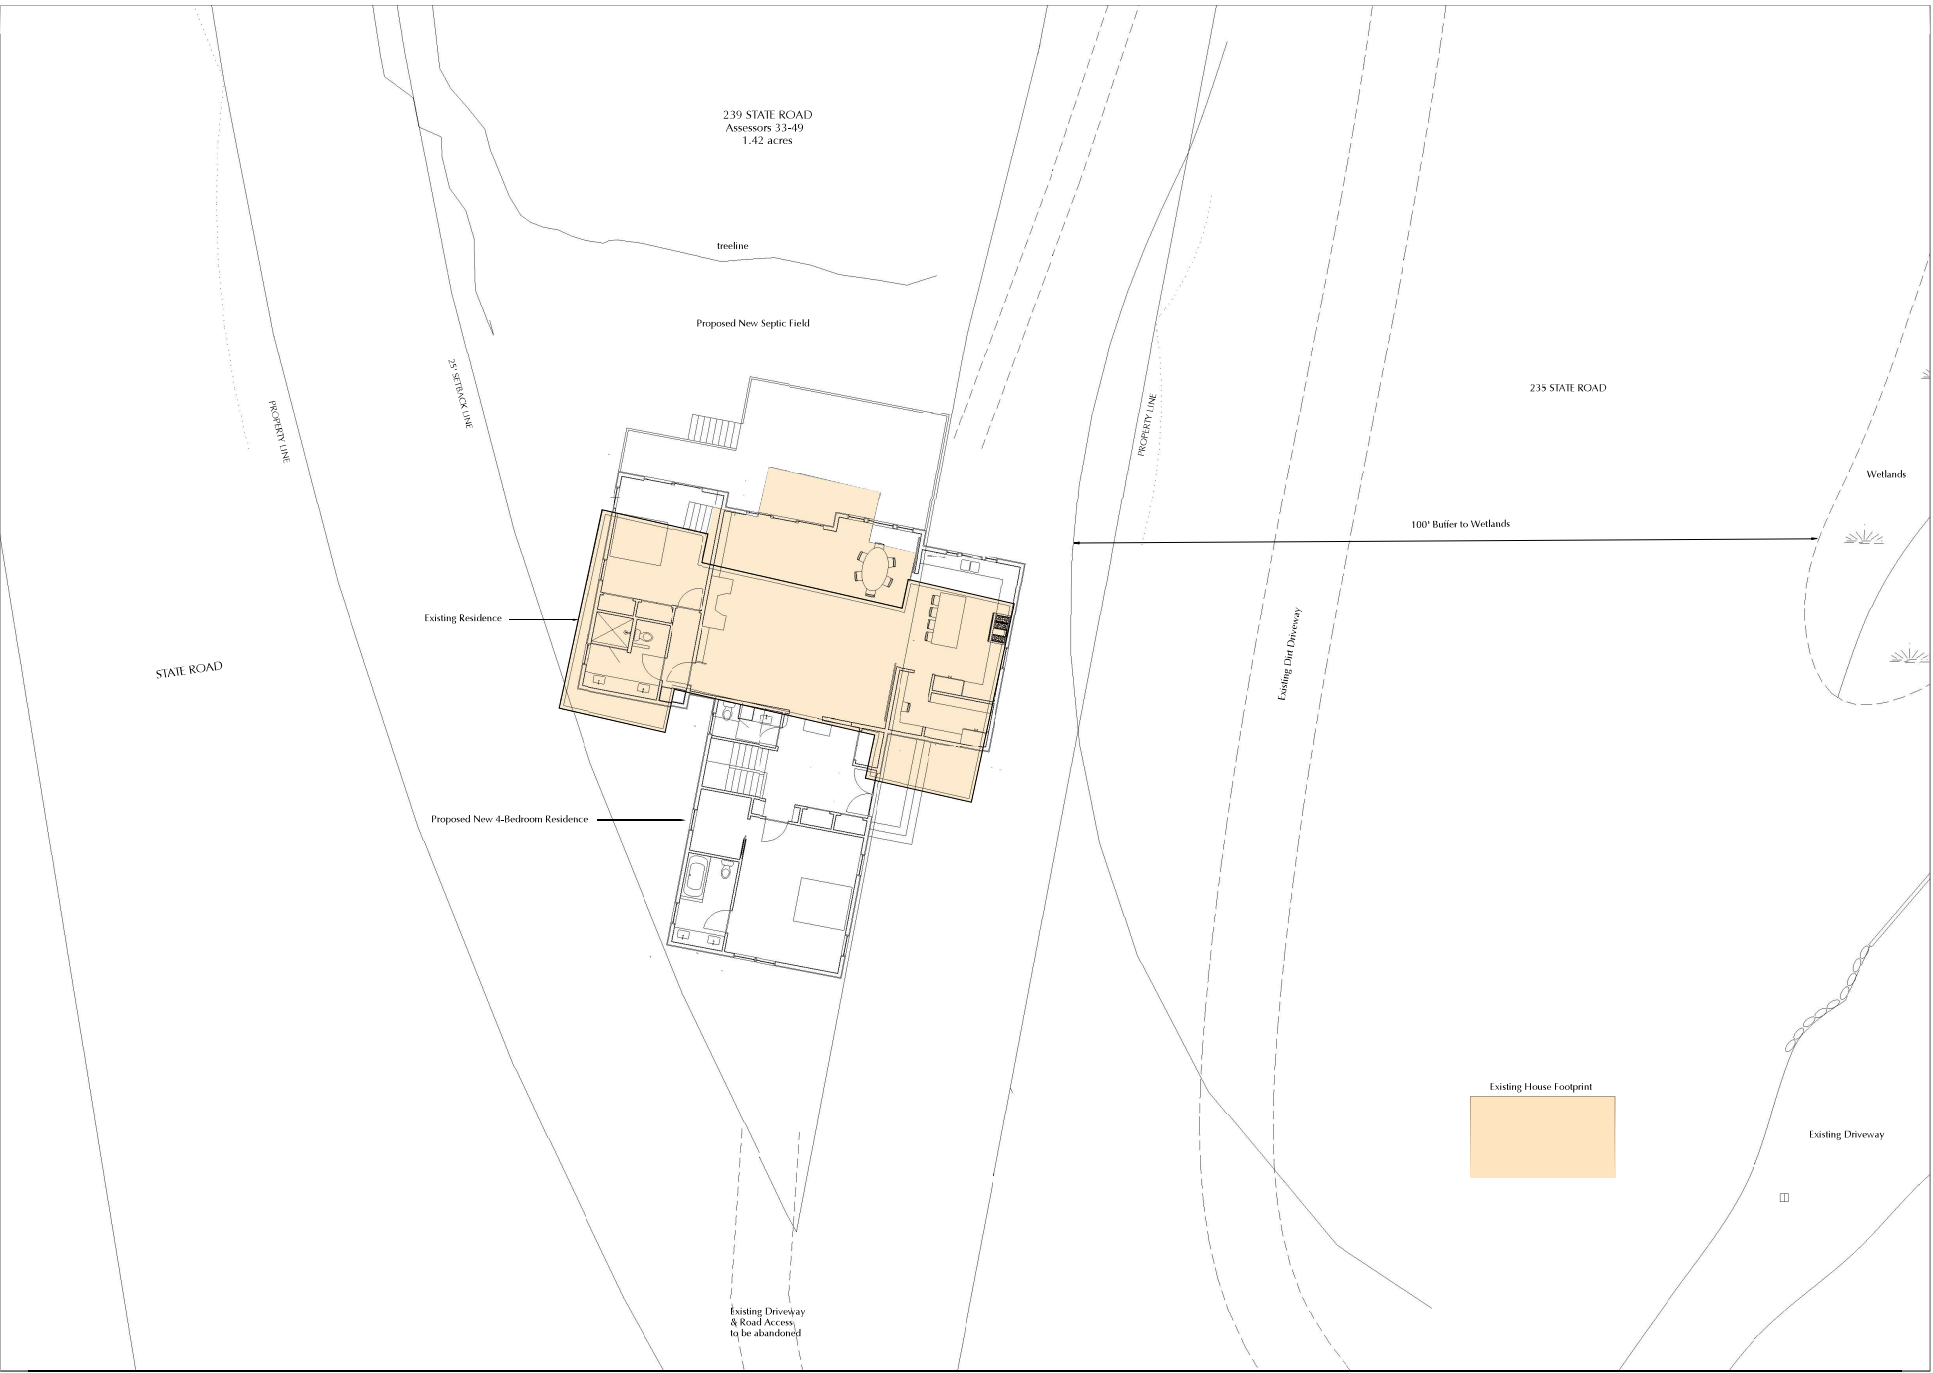 239 STATE ROAD
Assessors 33-49
1.42 acres
treeline
Proposed New Septic Field
25' SETBACK LINE
PROPERTY LINE
PROPERTY LINE
235 STATE ROAD
Wetlands
100' Buffer to Wetlands
Existing Residence
Existing Dirt Driveway
STATE ROAD
Proposed New 4-Bedroom Residence
Existing House Footprint
Existing Driveway
Existing Driveway
& Road Access
to be abandoned